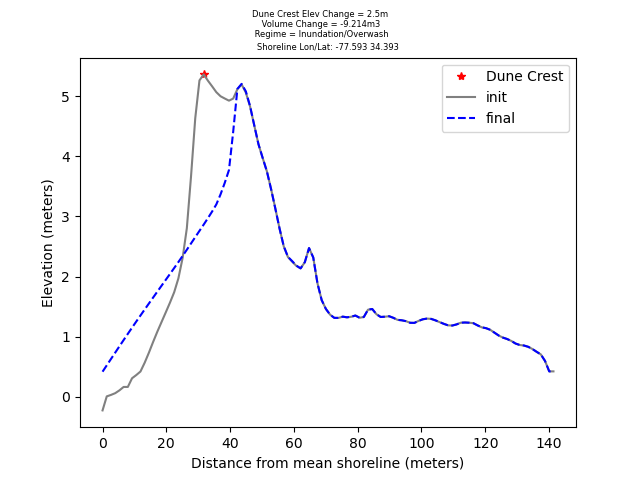 Dune Crest Elev Change = 2.5m
Volume Change = -9.214m3
Regime = Inundation/Overwash
Shoreline Lon/Lat: -77.593 34.393
Dune Crest
init
final
Elevation (meters)
5
4
3
2
1
0
0 20 40 60 80 100 120 140
Distance from mean shoreline (meters)